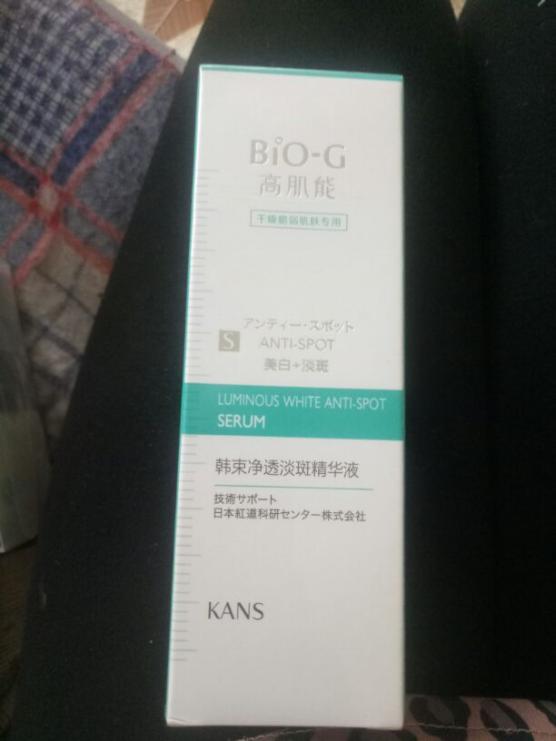 BiO-G
高肌能
干燥脆弱肌肤专用
アンティー・スポット
S
ANTI-SPOT
美白+淡斑
LUMINOUS WHITE ANTI-SPOT
SERUM
韩束净透淡斑精华液
技術サポート
日本紅道科研センター株式会社
KANS